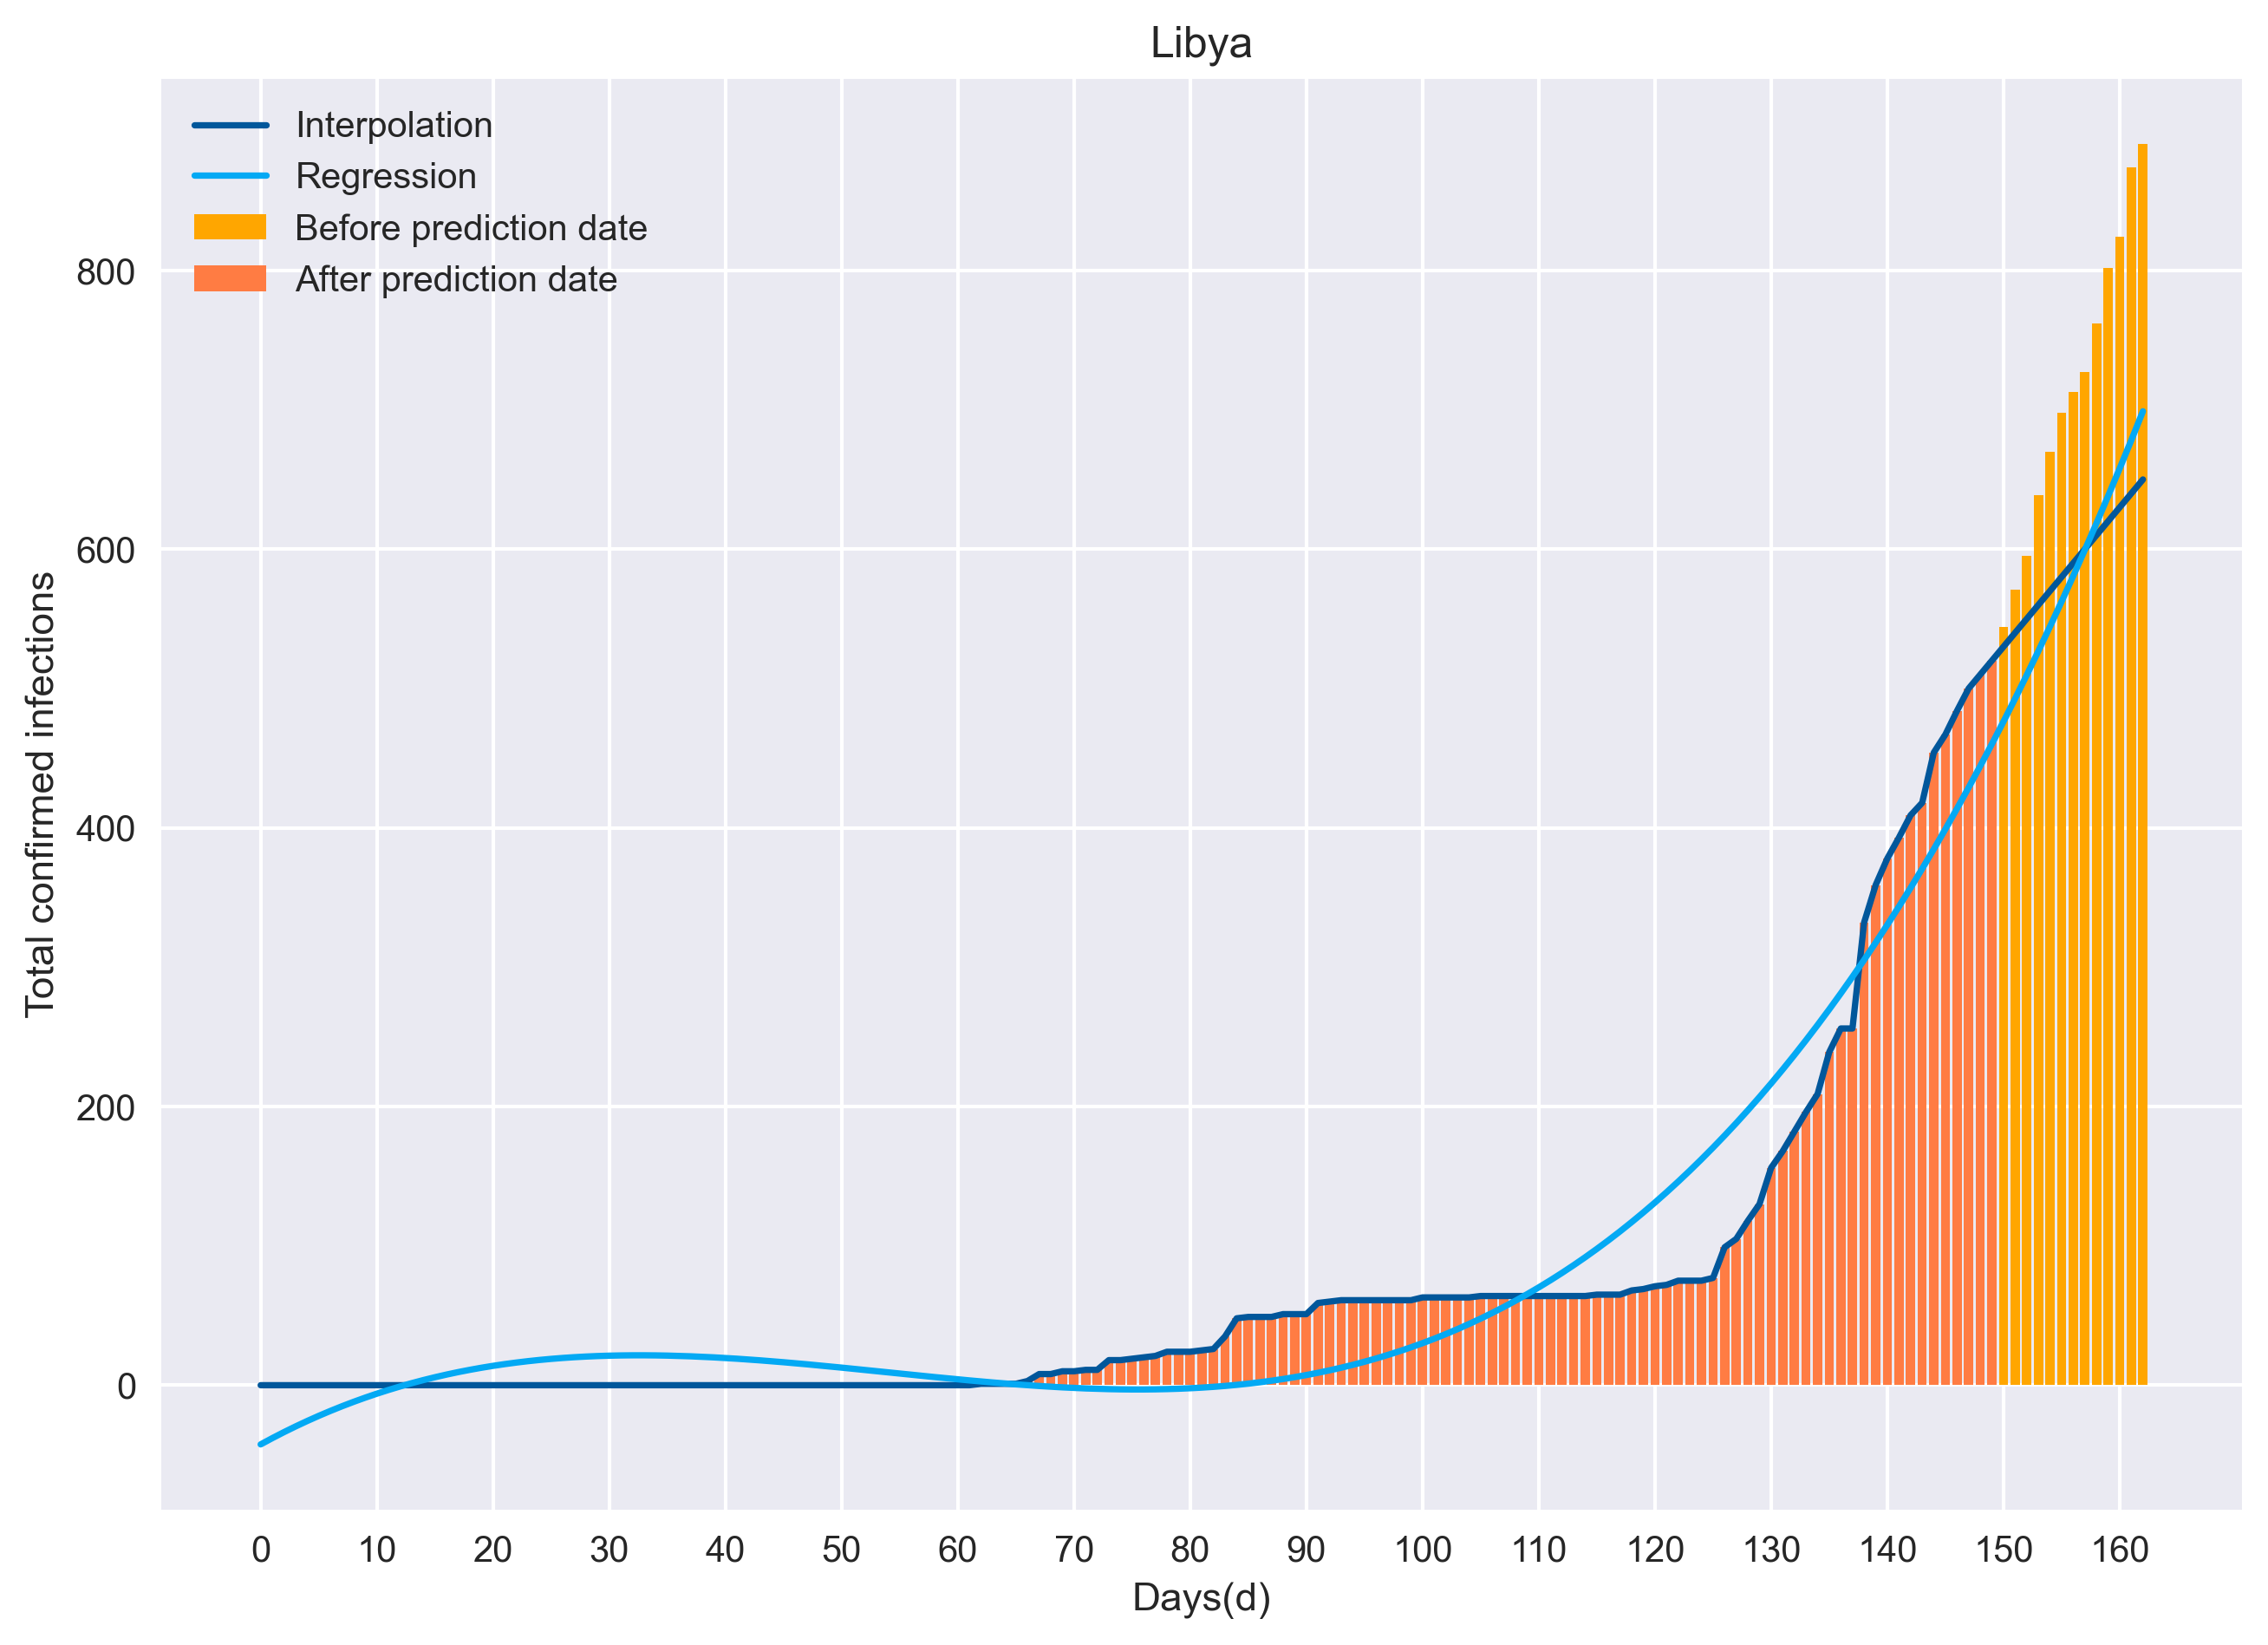 Libya
Interpolation
Regression
Before prediction date
After prediction date
800
600
400
200
0
Total confirmed infections
0 10 20 30 40 50 60 70 80 90 100 110 120 130 140 150 160
Days(d)